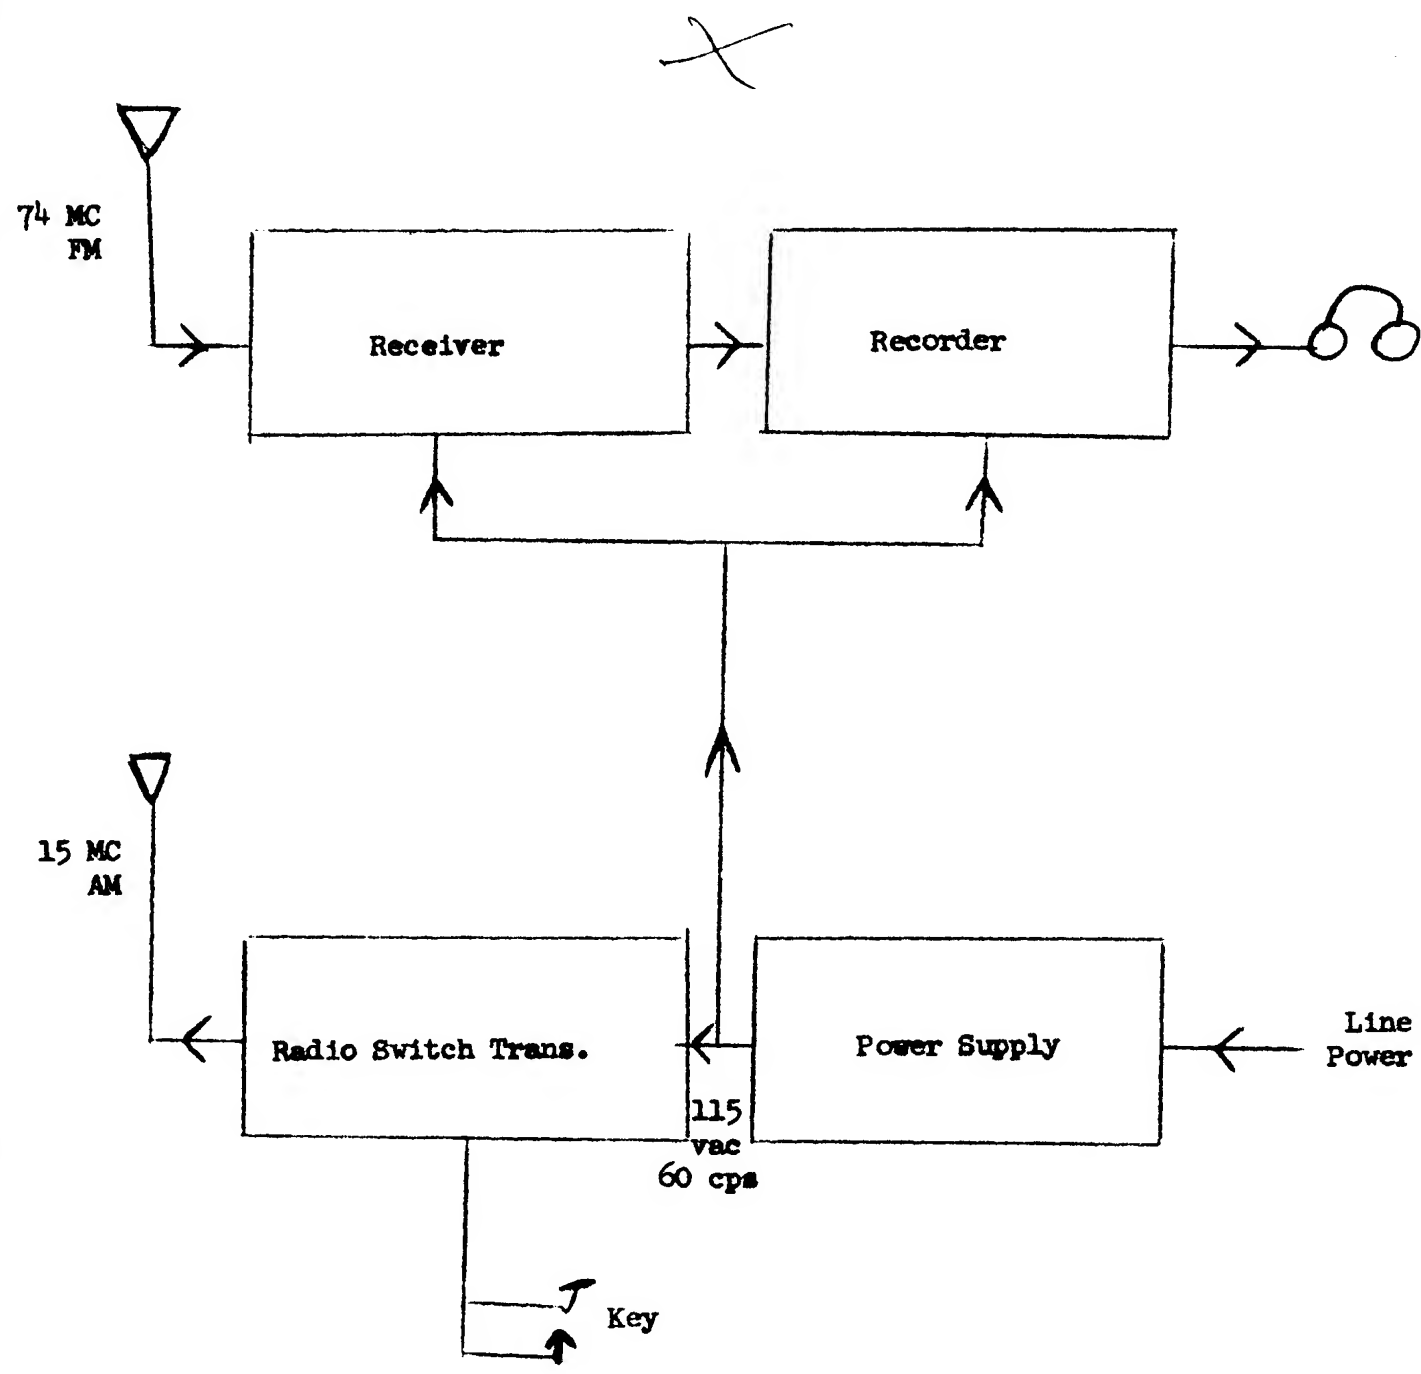 74 MC
FM
Receiver
Recorder
15 MC
AM
Radio Switch Trans.
Power Supply
Line
Power
115
vac
60 cps
Key